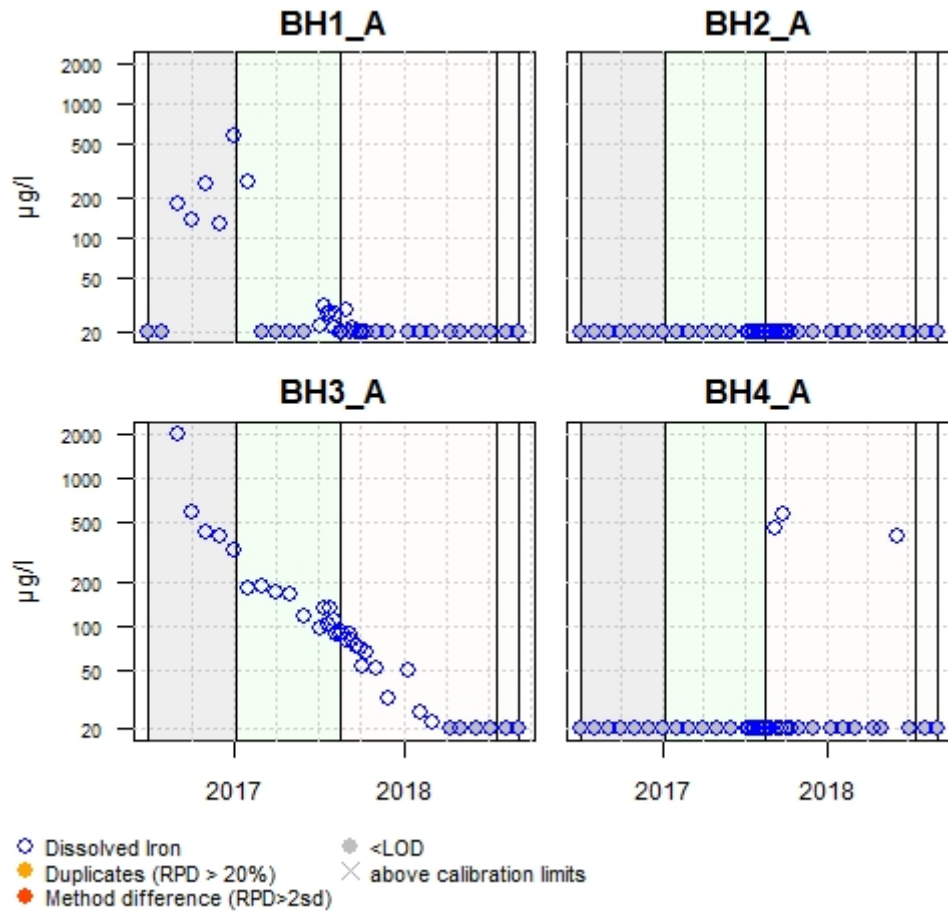 BH1_A
BH2_A
2000
1000
500
200
100
50
20
µg/l
BH3_A
BH4_A
2000
1000
500
200
100
50
20
µg/l
2017
2018
2017
2018
Dissolved Iron
<LOD
Duplicates (RPD > 20%)
above calibration limits
Method difference (RPD>2sd)